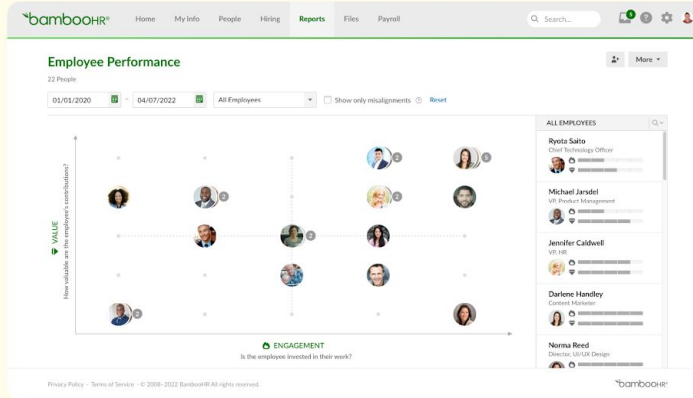 bambooHR®
Home My Info People Hiring Reports Files Payroll
Search...
5
Employee Performance
More
22 People
01/01/2020 - 04/07/2022 All Employees Show only misalignments Reset
VALUE
How valuable are the employee's contributions?
2 5
2 2
2
2
ENGAGEMENT
Is the employee invested in their work?
ALL EMPLOYEES
Ryota Saito
Chief Technology Officer
Michael Jarsdel
VP, Product Management
Jennifer Caldwell
VP, HR
Darlene Handley
Content Marketer
Norma Reed
Director, UI/UX Design
Privacy Policy - Terms of Service - © 2008-2022 BambooHR All rights reserved.
bambooHR®